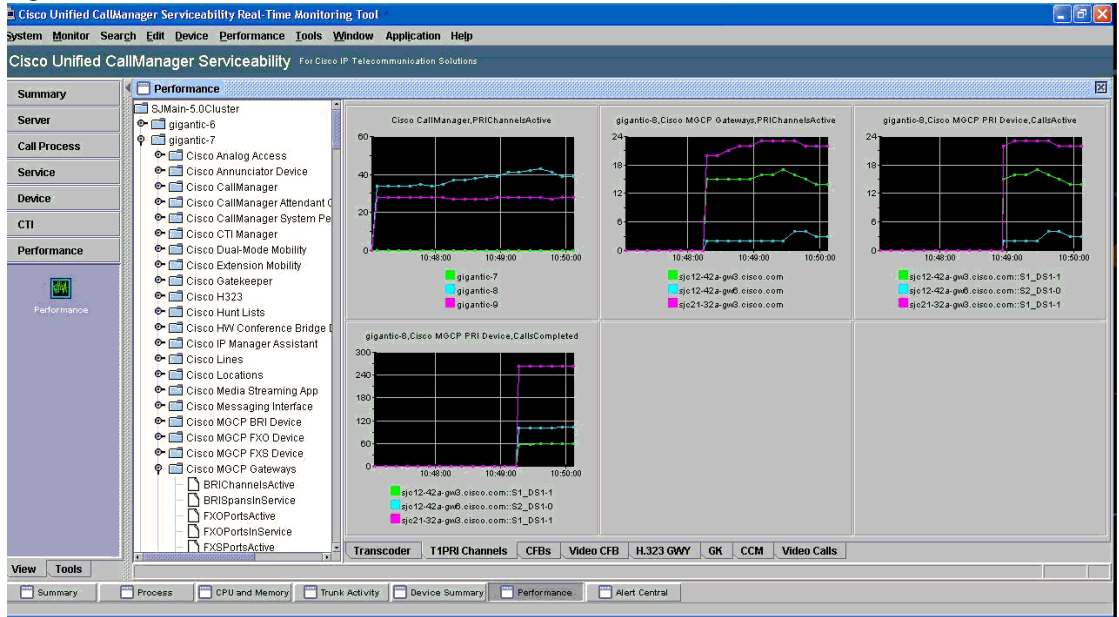 Cisco Unified CallManager Serviceability Real-Time Monitoring Tool
System Monitor Search Edit Device Performance Tools Window Application Help
Cisco Unified CallManager Serviceability For Cisco IP Telecommunication Solutions
Summary
Server
Call Process
Service
Device
CTI
Performance
Performance
View Tools
Performance
SJMain-5.0Cluster
gigantic-6
gigantic-7
Cisco Analog Access
Cisco Annunciator Device
Cisco CallManager
Cisco CallManager Attendant C
Cisco CallManager System Pe
Cisco CTI Manager
Cisco Dual-Mode Mobility
Cisco Extension Mobility
Cisco Gatekeeper
Cisco H323
Cisco Hunt Lists
Cisco HW Conference Bridge D
Cisco IP Manager Assistant
Cisco Lines
Cisco Locations
Cisco Media Streaming App
Cisco Messaging Interface
Cisco MGCP BRI Device
Cisco MGCP FXO Device
Cisco MGCP FXS Device
Cisco MGCP Gateways
BRIChannelsActive
BRISpansInService
FXOPortsActive
FXOPortsInService
FXSPortsActive
Cisco CallManager,PRIChannelsActive
60
40
20
0
10:48:00 10:49:00 10:50:00
gigantic-7
gigantic-8
gigantic-9
gigantic-8,Cisco MGCP Gateways,PRIChannelsActive
24
18
12
6
0
10:48:00 10:49:00 10:50:00
sjc12-42a-gw3.cisco.com
sjc12-42a-gw6.cisco.com
sjc21-32a-gw3.cisco.com
gigantic-8,Cisco MGCP PRI Device,CallsActive
24
18
12
6
0
10:48:00 10:49:00 10:50:00
sjc12-42a-gw3.cisco.com::S1_DS1-1
sjc12-42a-gw6.cisco.com::S2_DS1-0
sjc21-32a-gw3.cisco.com::S1_DS1-1
gigantic-8,Cisco MGCP PRI Device,CallsCompleted
300
240
180
120
60
0
10:48:00 10:49:00 10:50:00
sjc12-42a-gw3.cisco.com::S1_DS1-1
sjc12-42a-gw6.cisco.com::S2_DS1-0
sjc21-32a-gw3.cisco.com::S1_DS1-1
Transcoder T1PRI Channels CFBs Video CFB H.323 GWY GK CCM Video Calls
Summary Process CPU and Memory Trunk Activity Device Summary Performance Alert Central